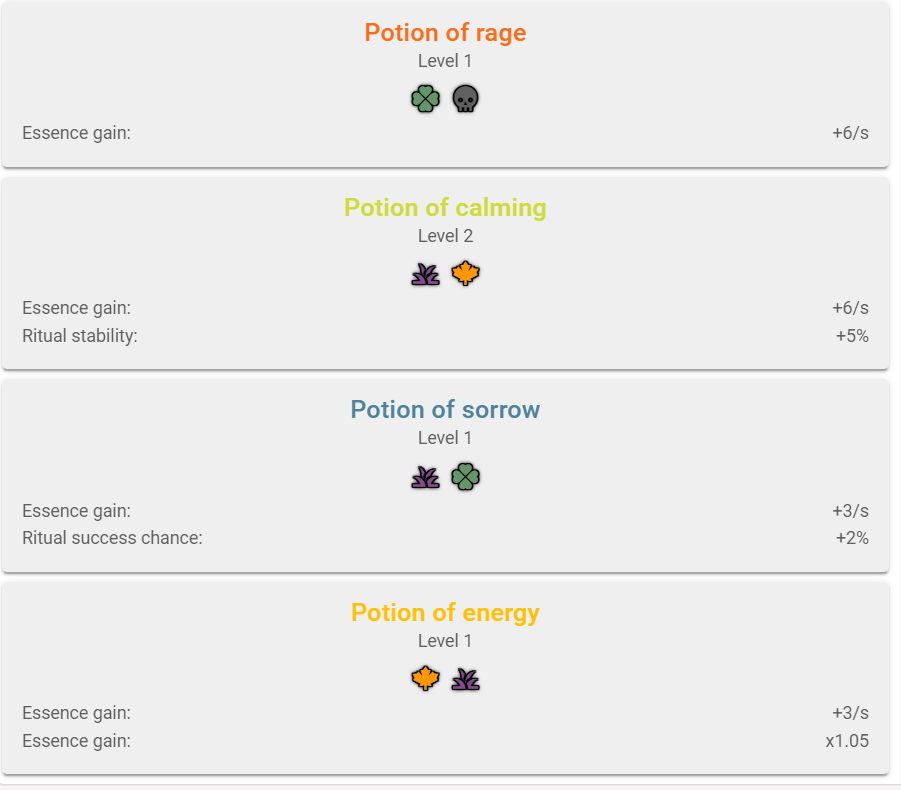 Potion of rage
Level 1
Essence gain: +6/s
Potion of calming
Level 2
Essence gain: +6/s
Ritual stability: +5%
Potion of sorrow
Level 1
Essence gain: +3/s
Ritual success chance: +2%
Potion of energy
Level 1
Essence gain: +3/s
Essence gain: x1.05